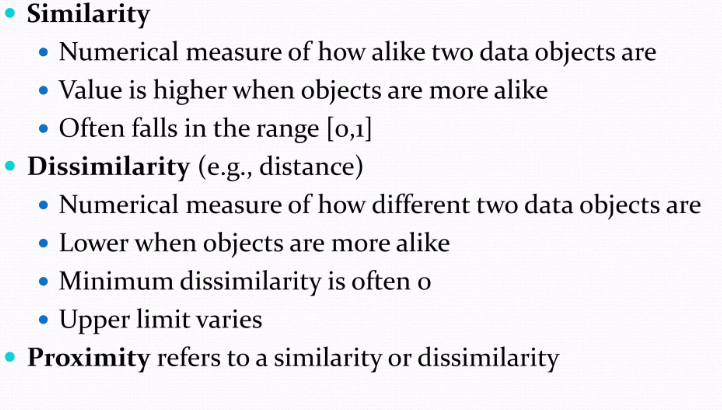 Similarity
Numerical measure of how alike two data objects are
Value is higher when objects are more alike
Often falls in the range [0,1]
Dissimilarity (e.g., distance)
Numerical measure of how different two data objects are
Lower when objects are more alike
Minimum dissimilarity is often 0
Upper limit varies
Proximity refers to a similarity or dissimilarity